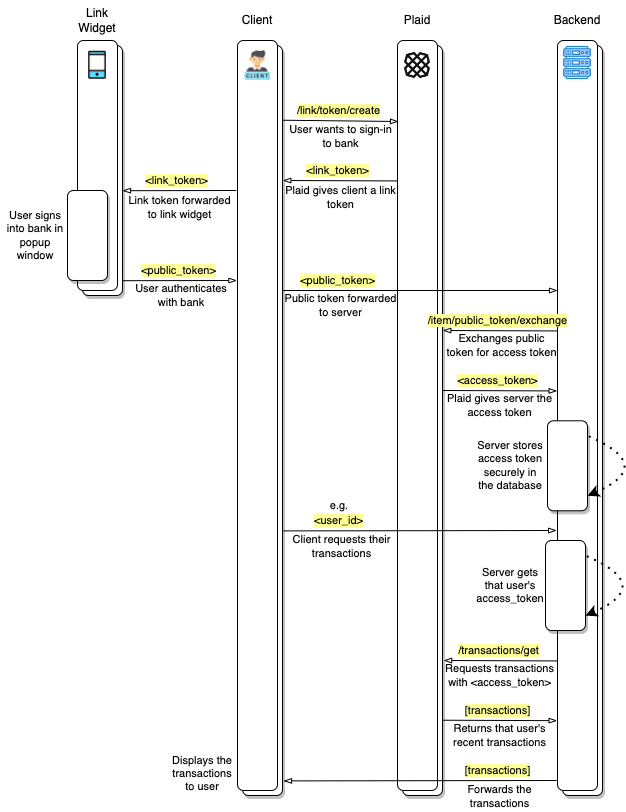 Link
Widget
Client
Plaid
Backend
CLIENT
/link/token/create
User wants to sign-in
to bank
<link_token>
Plaid gives client a link
token
<link_token>
Link token forwarded
to link widget
User signs
into bank in
popup
window
<public_token>
User authenticates
with bank
<public_token>
Public token forwarded
to server
/item/public_token/exchange
Exchanges public
token for access token
<access_token>
Plaid gives server the
access token
Server stores
access token
securely in
the database
e.g.
<user_id>
Client requests their
transactions
Server gets
that user's
access_token
/transactions/get
Requests transactions
with <access_token>
[transactions]
Returns that user's
recent transactions
Displays the
transactions
to user
[transactions]
Forwards the
transactions